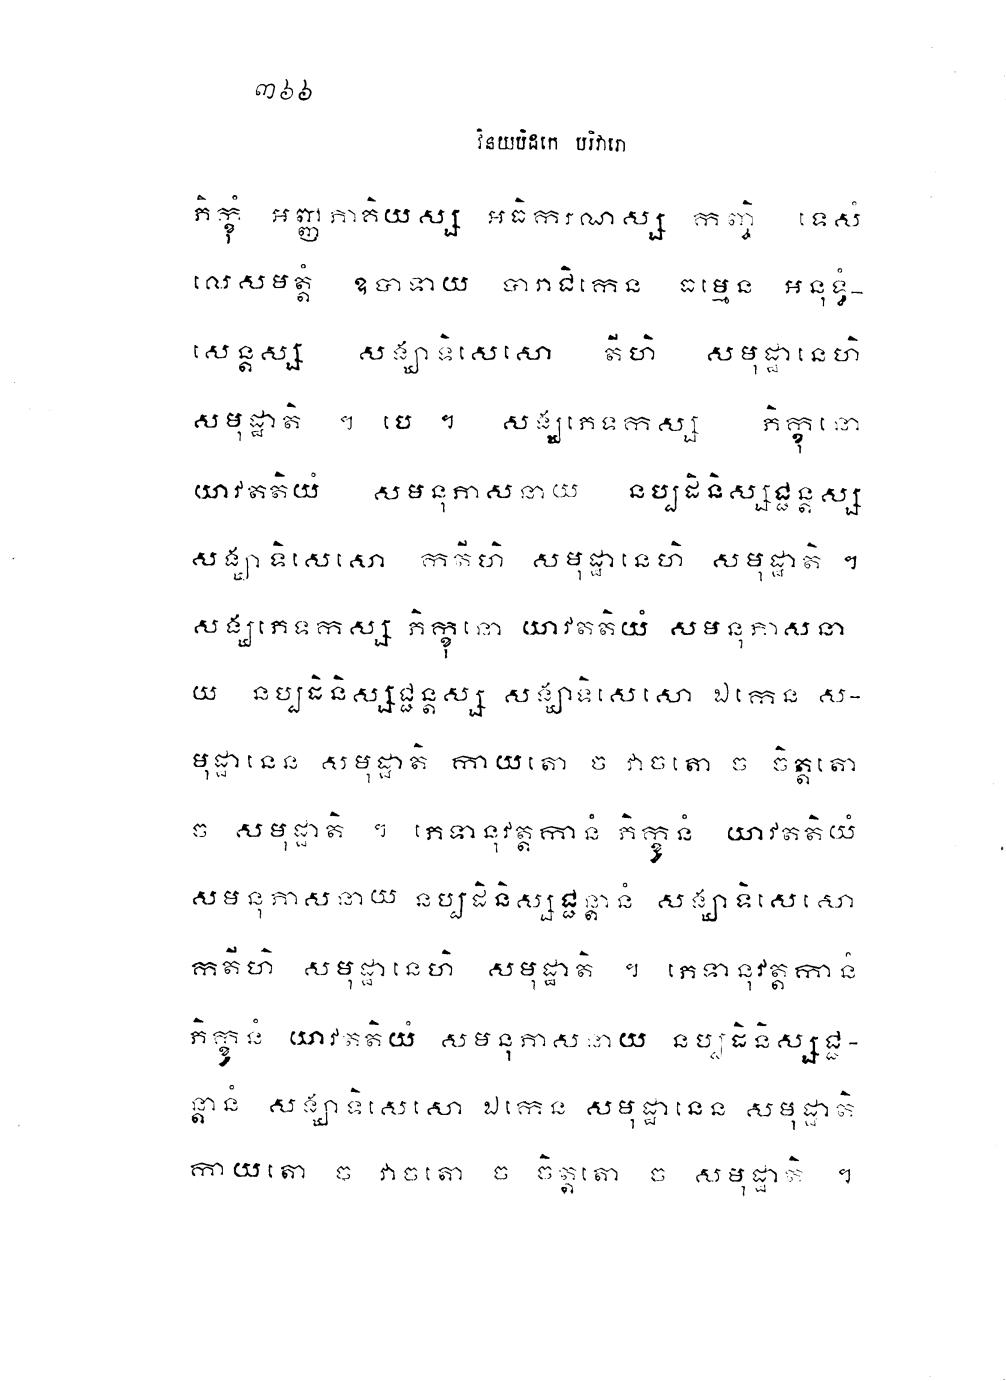 ៣៦៦
វិនយបិដកេ បរិវារោ
ភិក្ខុំ អញ្ញភាគិយស្ស អធិករណស្ស កញ្ចិ ទេសំ
លេសមត្តំ ឧបាទាយ បារាជិកេន ធម្មេន អនុទ្ធំ-
សេន្តស្ស សង្ឃាទិសេសោ តីហិ សមុដ្ឋានេហិ
សមុដ្ឋាតិ ។ បេ ។ សង្ឃភេទកស្ស ភិក្ខុនោ
យាវតតិយំ សមនុភាសនាយ នប្បដិនិស្សជ្ជន្តស្ស
សង្ឃាទិសេសោ កតីហិ សមុដ្ឋានេហិ សមុដ្ឋាតិ ។
សង្ឃភេទកស្ស ភិក្ខុនោ យាវតតិយំ សមនុភាសនា
យ នប្បដិនិស្សជ្ជន្តស្ស សង្ឃាទិសេសោ ឯកេន ស-
មុដ្ឋានេន សមុដ្ឋាតិ កាយតោ ច វាចតោ ច ចិត្តតោ
ច សមុដ្ឋាតិ ។ ភេទានុវត្តកានំ ភិក្ខូនំ យាវតតិយំ
សមនុភាសនាយ នប្បដិនិស្សជ្ជន្តានំ សង្ឃាទិសេសោ
កតីហិ សមុដ្ឋានេហិ សមុដ្ឋាតិ ។ ភេទានុវត្តកានំ
ភិក្ខូនំ យាវតតិយំ សមនុភាសនាយ នប្បដិនិស្សជ្ជ-
ន្តានំ សង្ឃាទិសេសោ ឯកេន សមុដ្ឋានេន សមុដ្ឋាតិ
កាយតោ ច វាចតោ ច ចិត្តតោ ច សមុដ្ឋាតិ ។